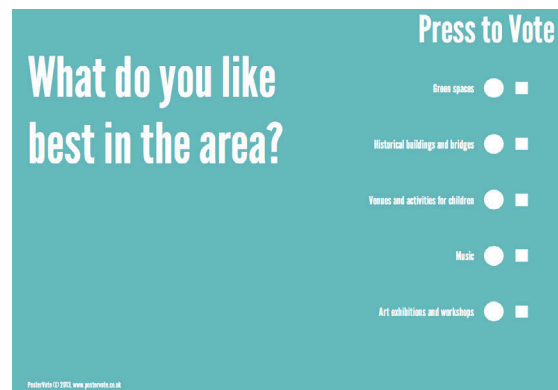 Press to Vote
What do you like
best in the area?
Green spaces
Historical buildings and bridges
Venues and activities for children
Music
Art exhibitions and workshops
PosterVote © 2013, www.postervote.co.uk